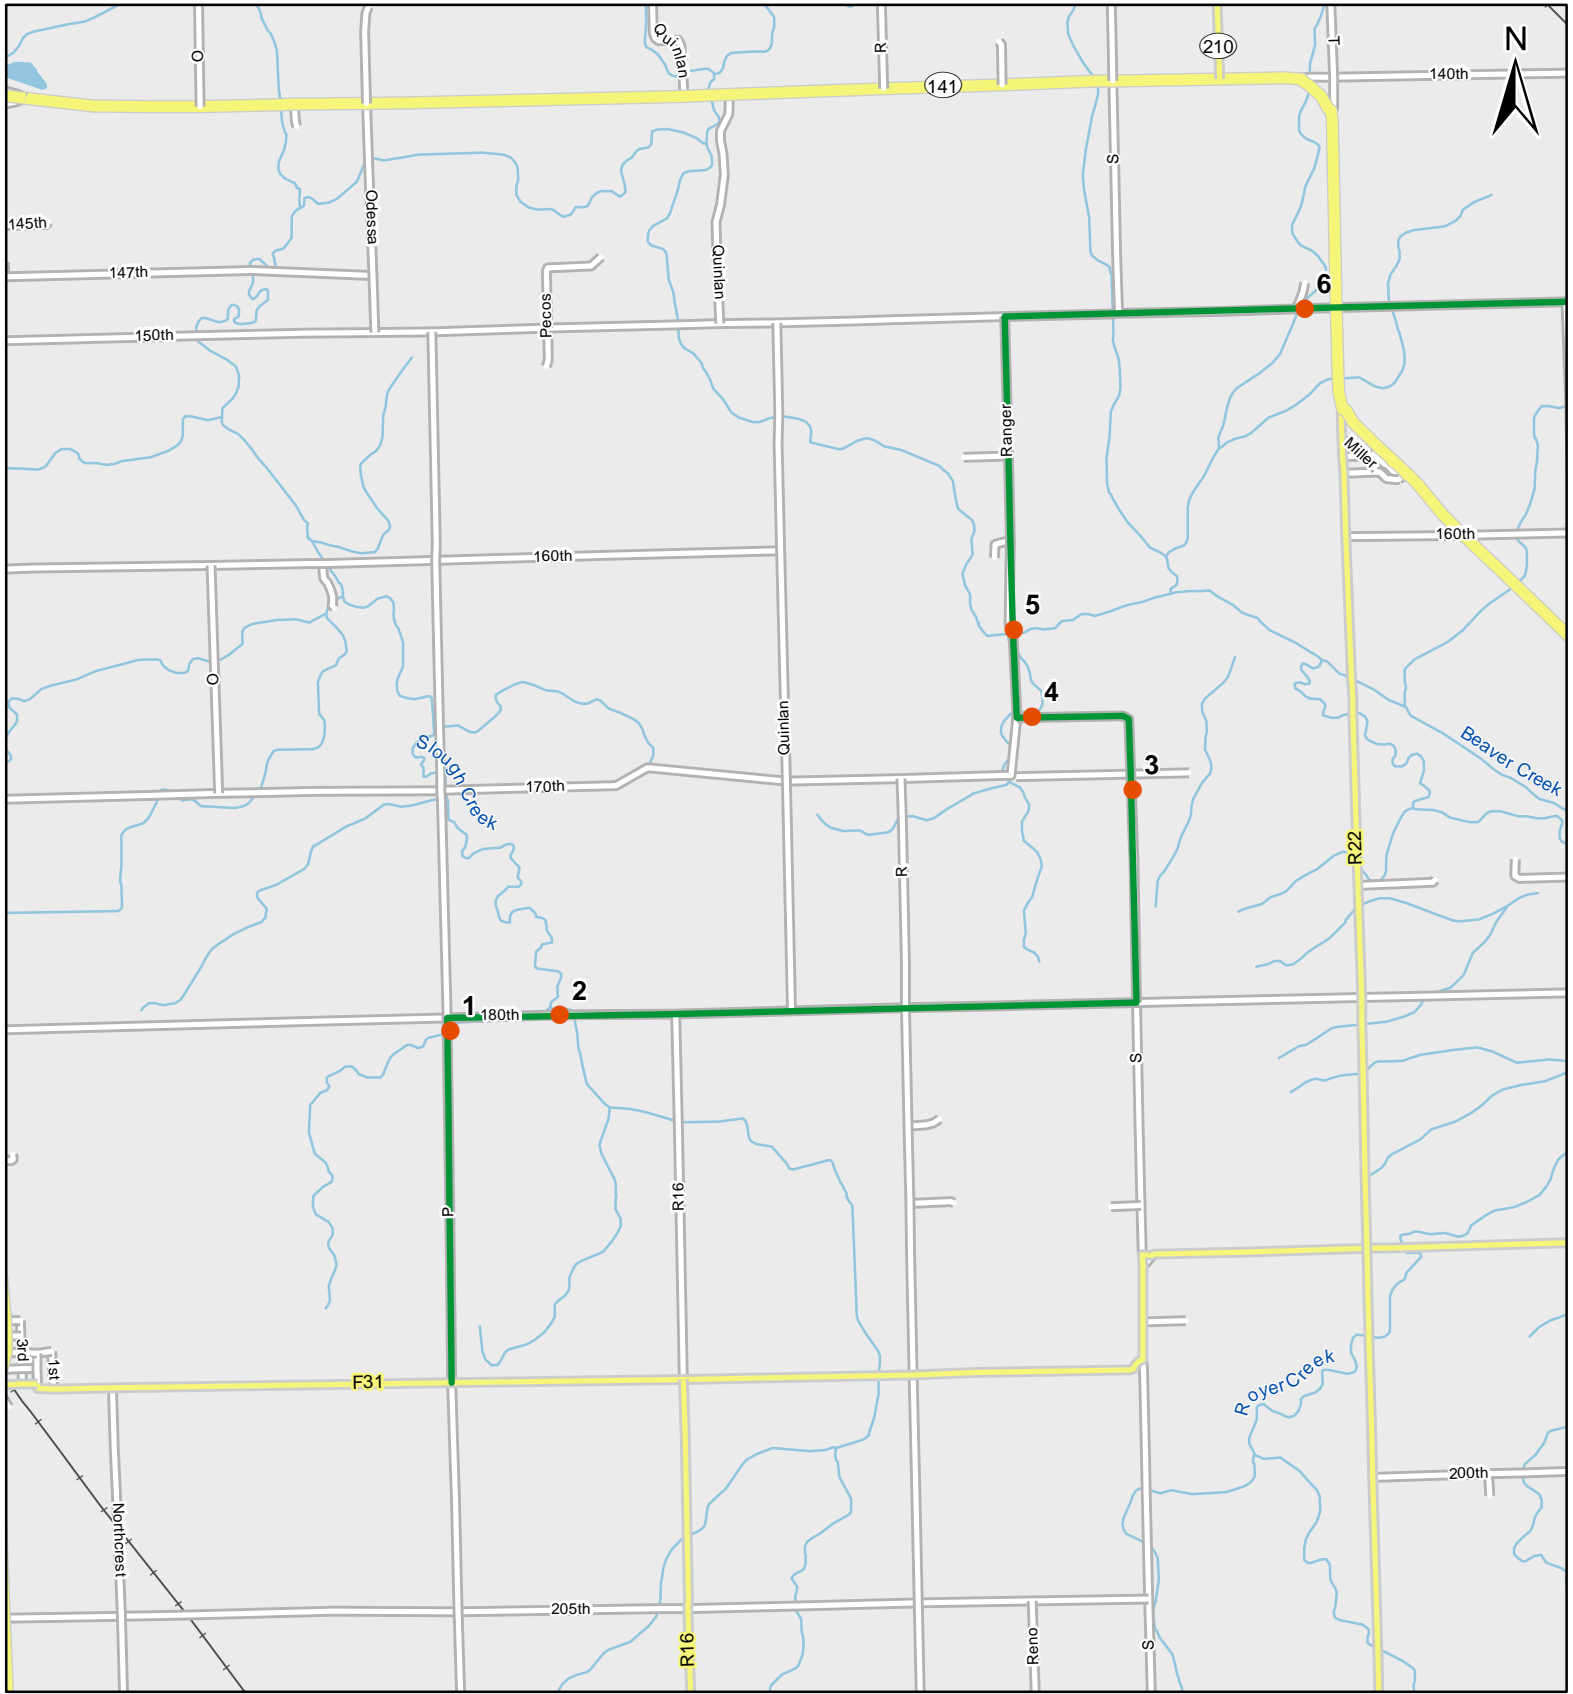 Quinlan
O
R
210
T
N
140th
141
S
Odessa
145th
Quinlan
147th
6
Pecos
150th
Ranger
Miller
160th
160th
5
O
4
Quinlan
Slough Creek
Beaver Creek
3
170th
R22
R
2
1
180th
S
R16
P
3rd
1st
F31
Royer Creek
200th
Northcrest
205th
R16
Reno
S